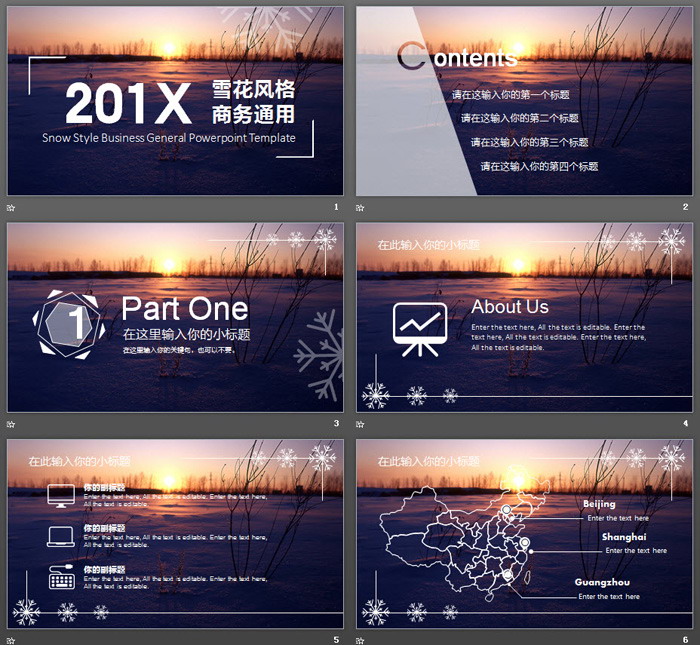 201X
雪花风格
商务通用
Snow Style Business General Powerpoint Template
1
Contents
请在这输入你的第一个标题
请在这输入你的第二个标题
请在这输入你的第三个标题
请在这输入你的第四个标题
2
1
Part One
在这里输入你的小标题
在这里输入你的关键句，也可以不要。
3
在此输入你的小标题
About Us
Enter the text here, All the text is editable. Enter the
text here, All the text is editable. Enter the text here,
All the text is editable.
4
在此输入你的小标题
你的副标题
Enter the text here, All the text is editable. Enter the text here,
All the text is editable.
你的副标题
Enter the text here, All the text is editable. Enter the text here,
All the text is editable.
你的副标题
Enter the text here, All the text is editable. Enter the text here,
All the text is editable.
5
在此输入你的小标题
Beijing
Enter the text here
Shanghai
Enter the text here
Guangzhou
Enter the text here
6